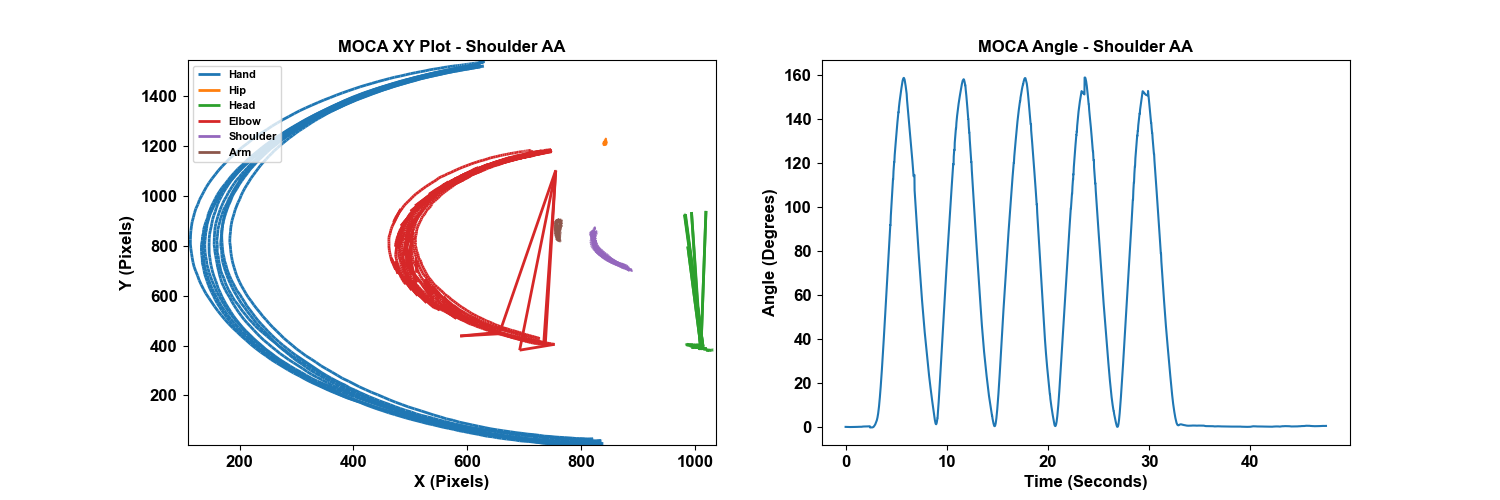 MOCA XY Plot - Shoulder AA
Hand
Hip
Head
Elbow
Shoulder
Arm
1400
1200
1000
800
600
400
200
Y (Pixels)
200 400 600 800 1000
X (Pixels)
MOCA Angle - Shoulder AA
160
140
120
100
80
60
40
20
0
Angle (Degrees)
0 10 20 30 40
Time (Seconds)